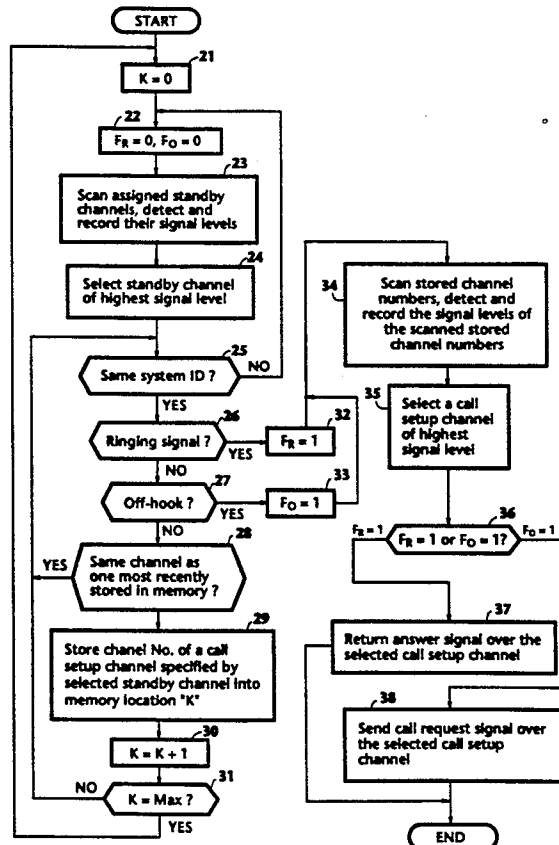 START
21
K = 0
22
FR = 0, FO = 0
23
Scan assigned standby
channels, detect and
record their signal levels
24
Select standby channel
of highest signal level
25
Same system ID ?
NO
YES
26
Ringing signal ?
YES
32
FR = 1
NO
27
Off-hook ?
YES
33
FO = 1
NO
28
YES
Same channel as
one most recently
stored in memory ?
29
Store chanel No. of a call
setup channel specified by
selected standby channel into
memory location "K"
30
K = K + 1
31
NO
K = Max ?
YES
34
Scan stored channel
numbers, detect and
record the signal levels of
the scanned stored
channel numbers
35
Select a call
setup channel
of highest
signal level
36
FR = 1
FR = 1 or FO = 1?
FO = 1
37
Return answer signal over
the selected call setup channel
38
Send call request signal over
the selected call setup
channel
END